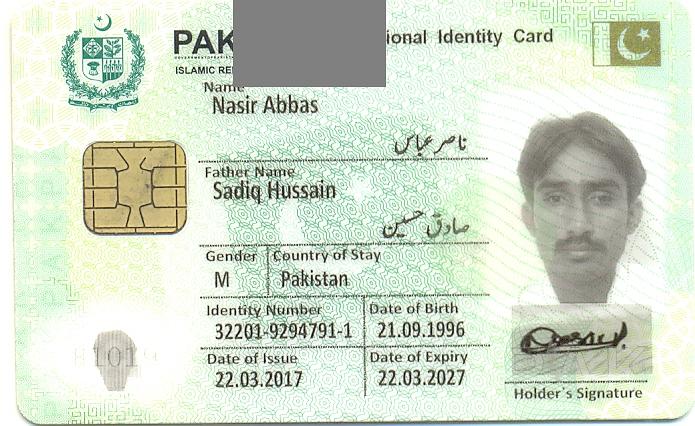 PAK
ional Identity Card
ISLAMIC RE
Name
Nasir Abbas
ناصر عباس
Father Name
Sadiq Hussain
صادق حسین
Gender
Country of Stay
M
Pakistan
Identity Number
Date of Birth
32201-9294791-1
21.09.1996
Date of Issue
Date of Expiry
22.03.2017
22.03.2027
Holder's Signature